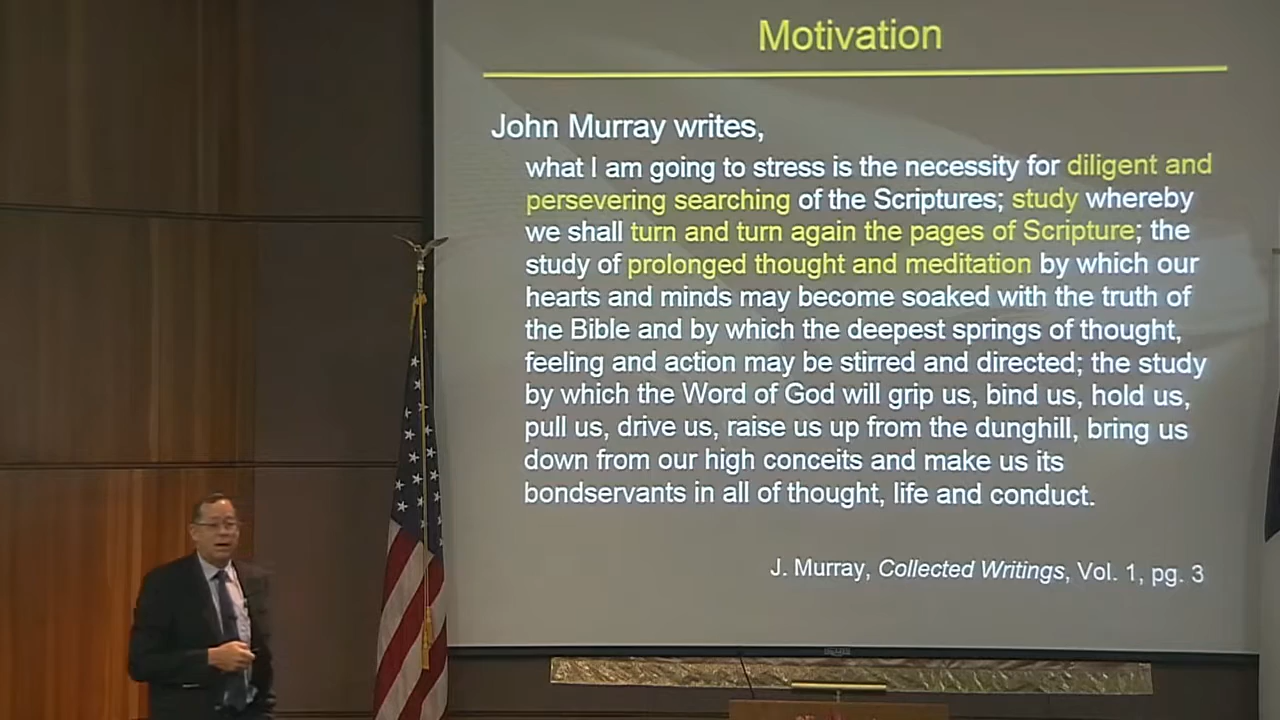 Motivation
John Murray writes,
what I am going to stress is the necessity for diligent and
persevering searching of the Scriptures; study whereby
we shall turn and turn again the pages of Scripture; the
study of prolonged thought and meditation by which our
hearts and minds may become soaked with the truth of
the Bible and by which the deepest springs of thought,
feeling and action may be stirred and directed; the study
by which the Word of God will grip us, bind us, hold us,
pull us, drive us, raise us up from the dunghill, bring us
down from our high conceits and make us its
bondservants in all of thought, life and conduct.
J. Murray, Collected Writings, Vol. 1, pg. 3